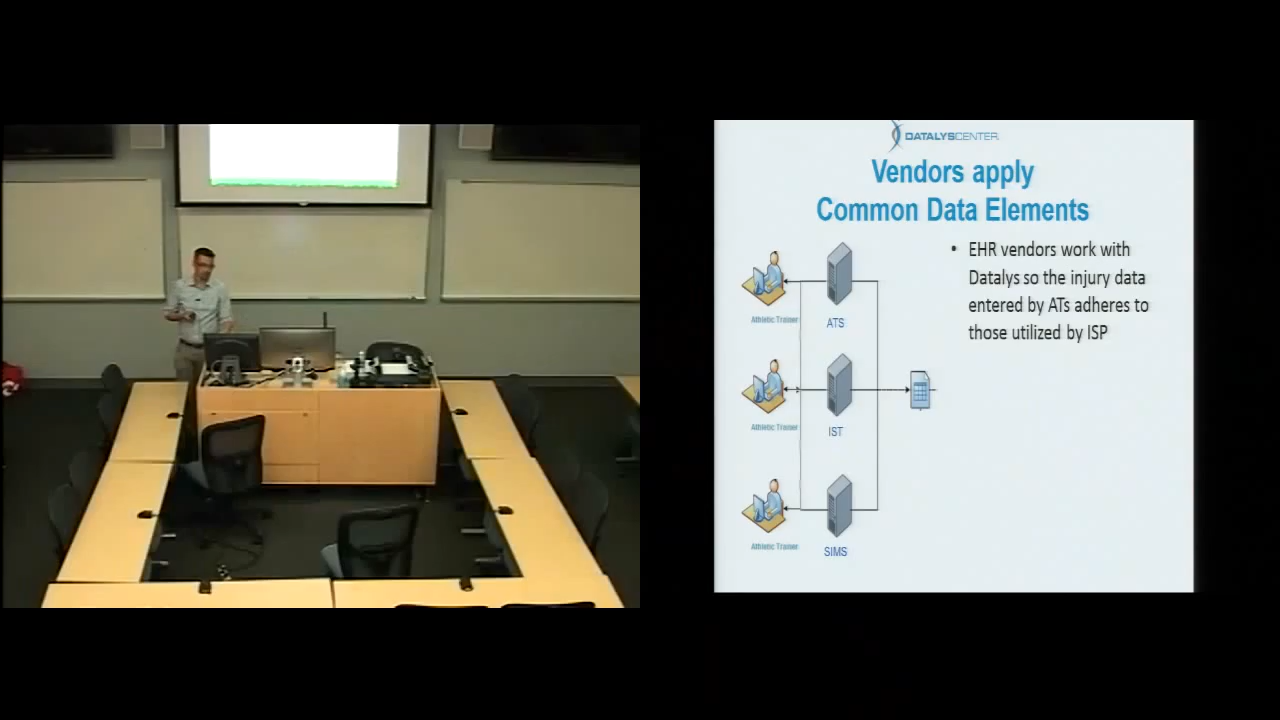 DATALYSCENTER
Vendors apply
Common Data Elements
• EHR vendors work with
Datalys so the injury data
entered by ATs adheres to
those utilized by ISP
Athletic Trainer
ATS
Athletic Trainer
IST
Athletic Trainer
SIMS